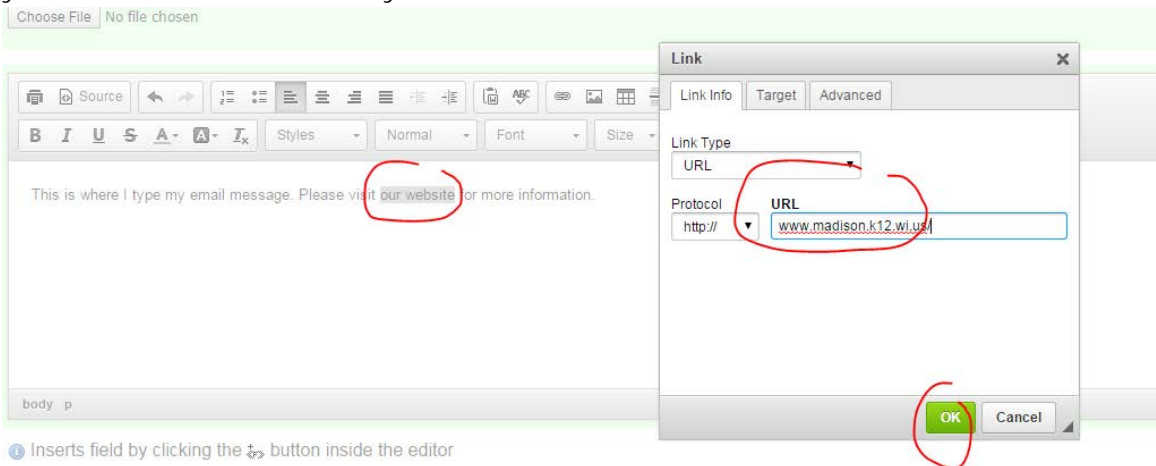 Choose File No file chosen
Link
Source
Link Info Target Advanced
B I U S A A Ix Styles Normal Font Size
Link Type
URL
This is where I type my email message. Please visit our website for more information.
Protocol URL
http:// www.madison.k12.wi.us/
body p
OK Cancel
Inserts field by clicking the button inside the editor